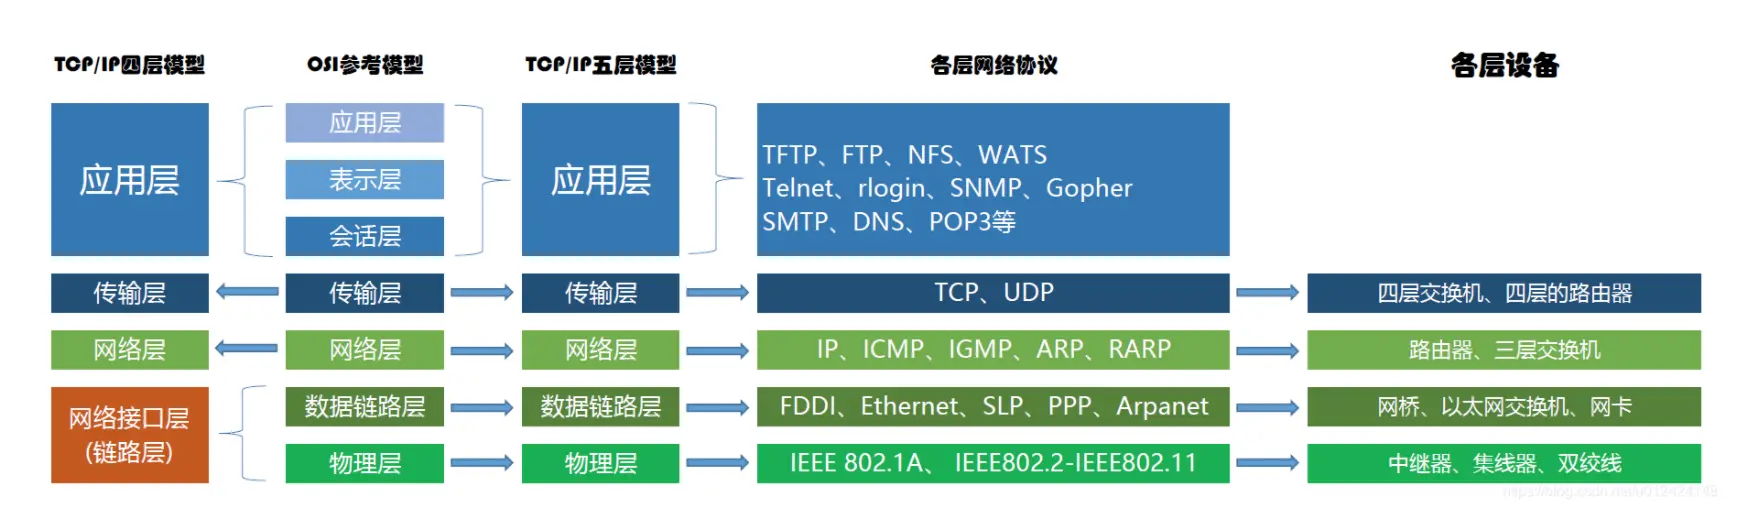 TCP/IP四层模型
OSI参考模型
TCP/IP五层模型
各层网络协议
各层设备
应用层
应用层
表示层
会话层
应用层
TFTP、FTP、NFS、WATS
Telnet、rlogin、SNMP、Gopher
SMTP、DNS、POP3等
传输层
传输层
传输层
TCP、UDP
四层交换机、四层的路由器
网络层
网络层
网络层
IP、ICMP、IGMP、ARP、RARP
路由器、三层交换机
网络接口层
(链路层)
数据链路层
数据链路层
FDDI、Ethernet、SLP、PPP、Arpanet
网桥、以太网交换机、网卡
物理层
物理层
IEEE 802.1A、 IEEE802.2-IEEE802.11
中继器、集线器、双绞线